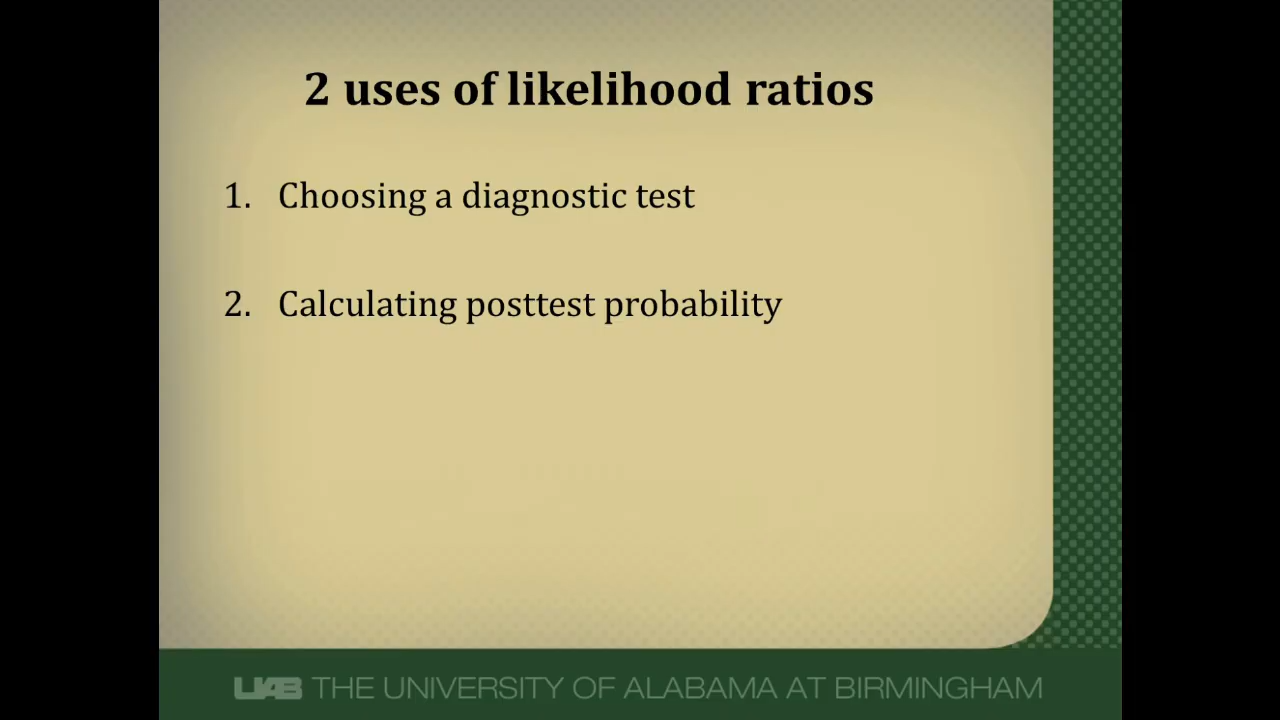 2 uses of likelihood ratios
1. Choosing a diagnostic test
2. Calculating posttest probability
UAB THE UNIVERSITY OF ALABAMA AT BIRMINGHAM